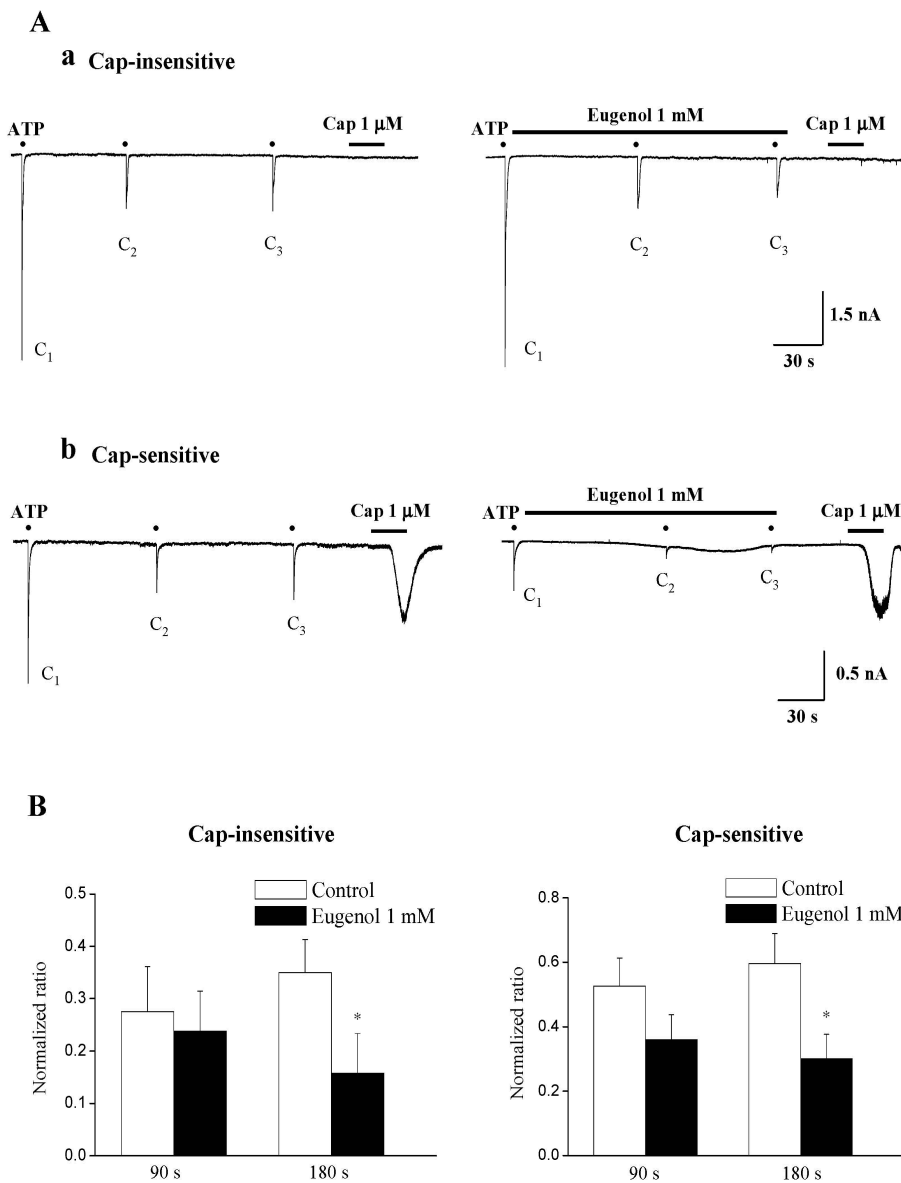 A
a Cap-insensitive
ATP
Cap 1 μM
C2
C3
C1
ATP
Eugenol 1 mM
Cap 1 μM
C2
C3
C1
1.5 nA
30 s
b Cap-sensitive
ATP
Cap 1 μM
C2
C3
C1
ATP
Eugenol 1 mM
Cap 1 μM
C1
C2
C3
0.5 nA
30 s
B
Cap-insensitive
Normalized ratio
0.5
0.4
0.3
0.2
0.1
0.0
Control
Eugenol 1 mM
*
90 s
180 s
Cap-sensitive
Normalized ratio
0.8
0.6
0.4
0.2
0.0
Control
Eugenol 1 mM
*
90 s
180 s